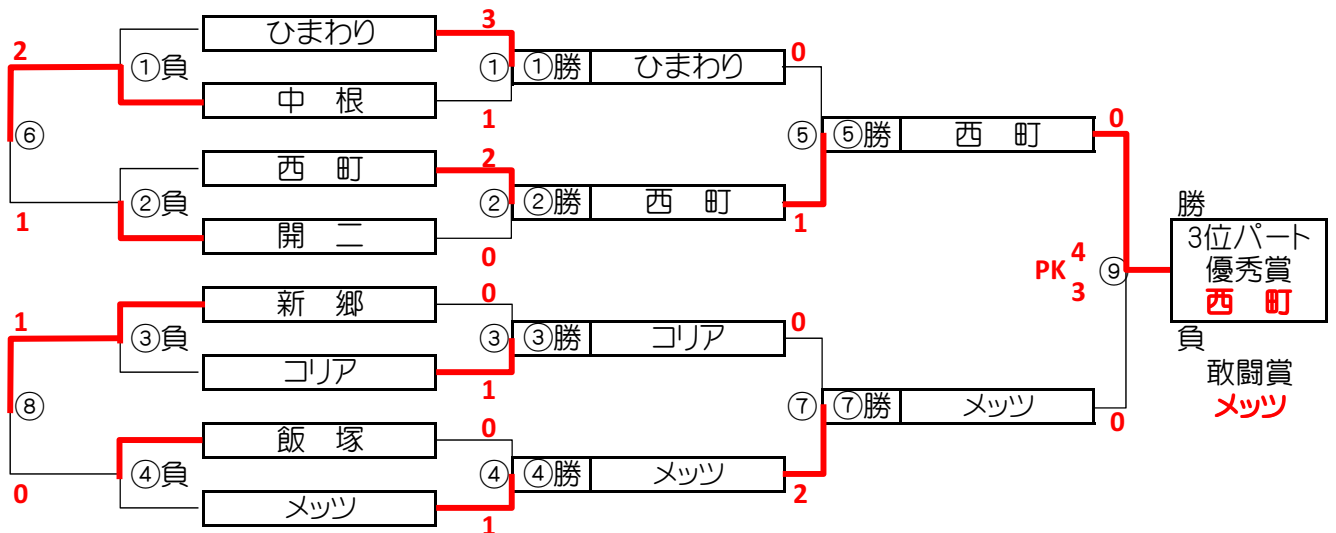 ひまわり
3
2
①負
①
①勝 ひまわり
0
中 根
1
⑥
⑤
⑤勝 西 町
0
西 町
2
1
②負
②
②勝 西 町
1
開 二
0
勝
3位パート
優秀賞
西 町
PK 4
3
⑨
新 郷
0
1
③負
③
③勝 コリア
0
負
敢闘賞
メッツ
コリア
1
⑧
⑦
⑦勝 メッツ
0
飯 塚
0
0
④負
④
④勝 メッツ
2
メッツ
1